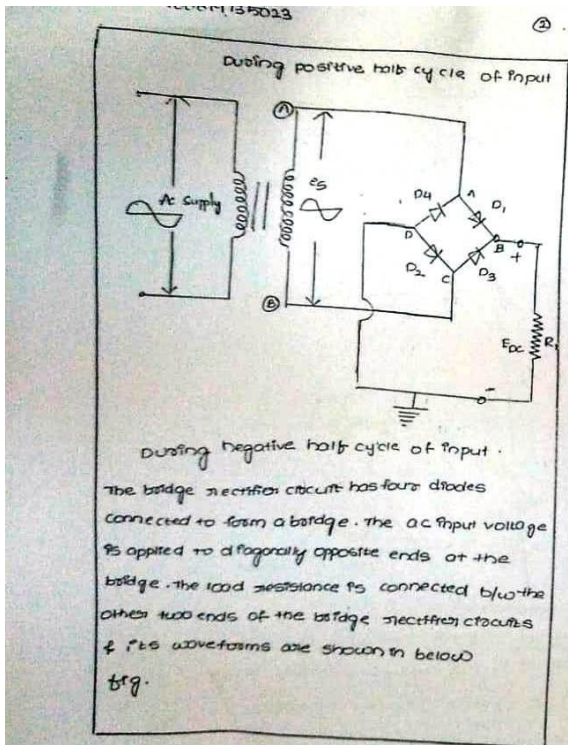 ②
During positive half cycle of input
A
A
Ac Supply
es
D4
D1
D
B
+
D2
D3
C
B
EDC
-
During negative half cycle of input.
The bridge rectifier circuit has four diodes
connected to form a bridge. The ac input voltage
is applied to diagonally opposite ends at the
bridge. The load resistance is connected b/w the
other two ends of the bridge rectifier circuits
& its waveforms are shown in below
fig.